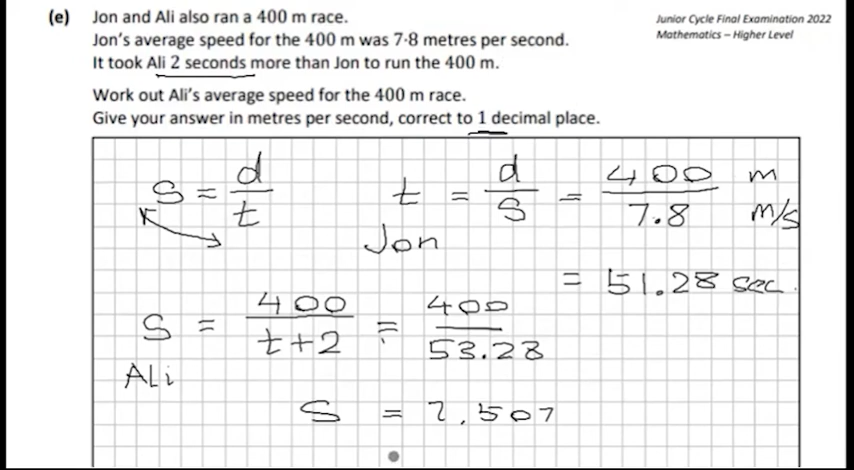 (e) Jon and Ali also ran a 400 m race.
Junior Cycle Final Examination 2022
Mathematics – Higher Level
Jon's average speed for the 400 m was 7·8 metres per second.
It took Ali 2 seconds more than Jon to run the 400 m.
Work out Ali's average speed for the 400 m race.
Give your answer in metres per second, correct to 1 decimal place.
S = d/t
t = d/S = 400/7.8 m m/s
Jon
= 51.28 sec.
S = 400/t+2 = 400/53.28
ALi
S = 7.507